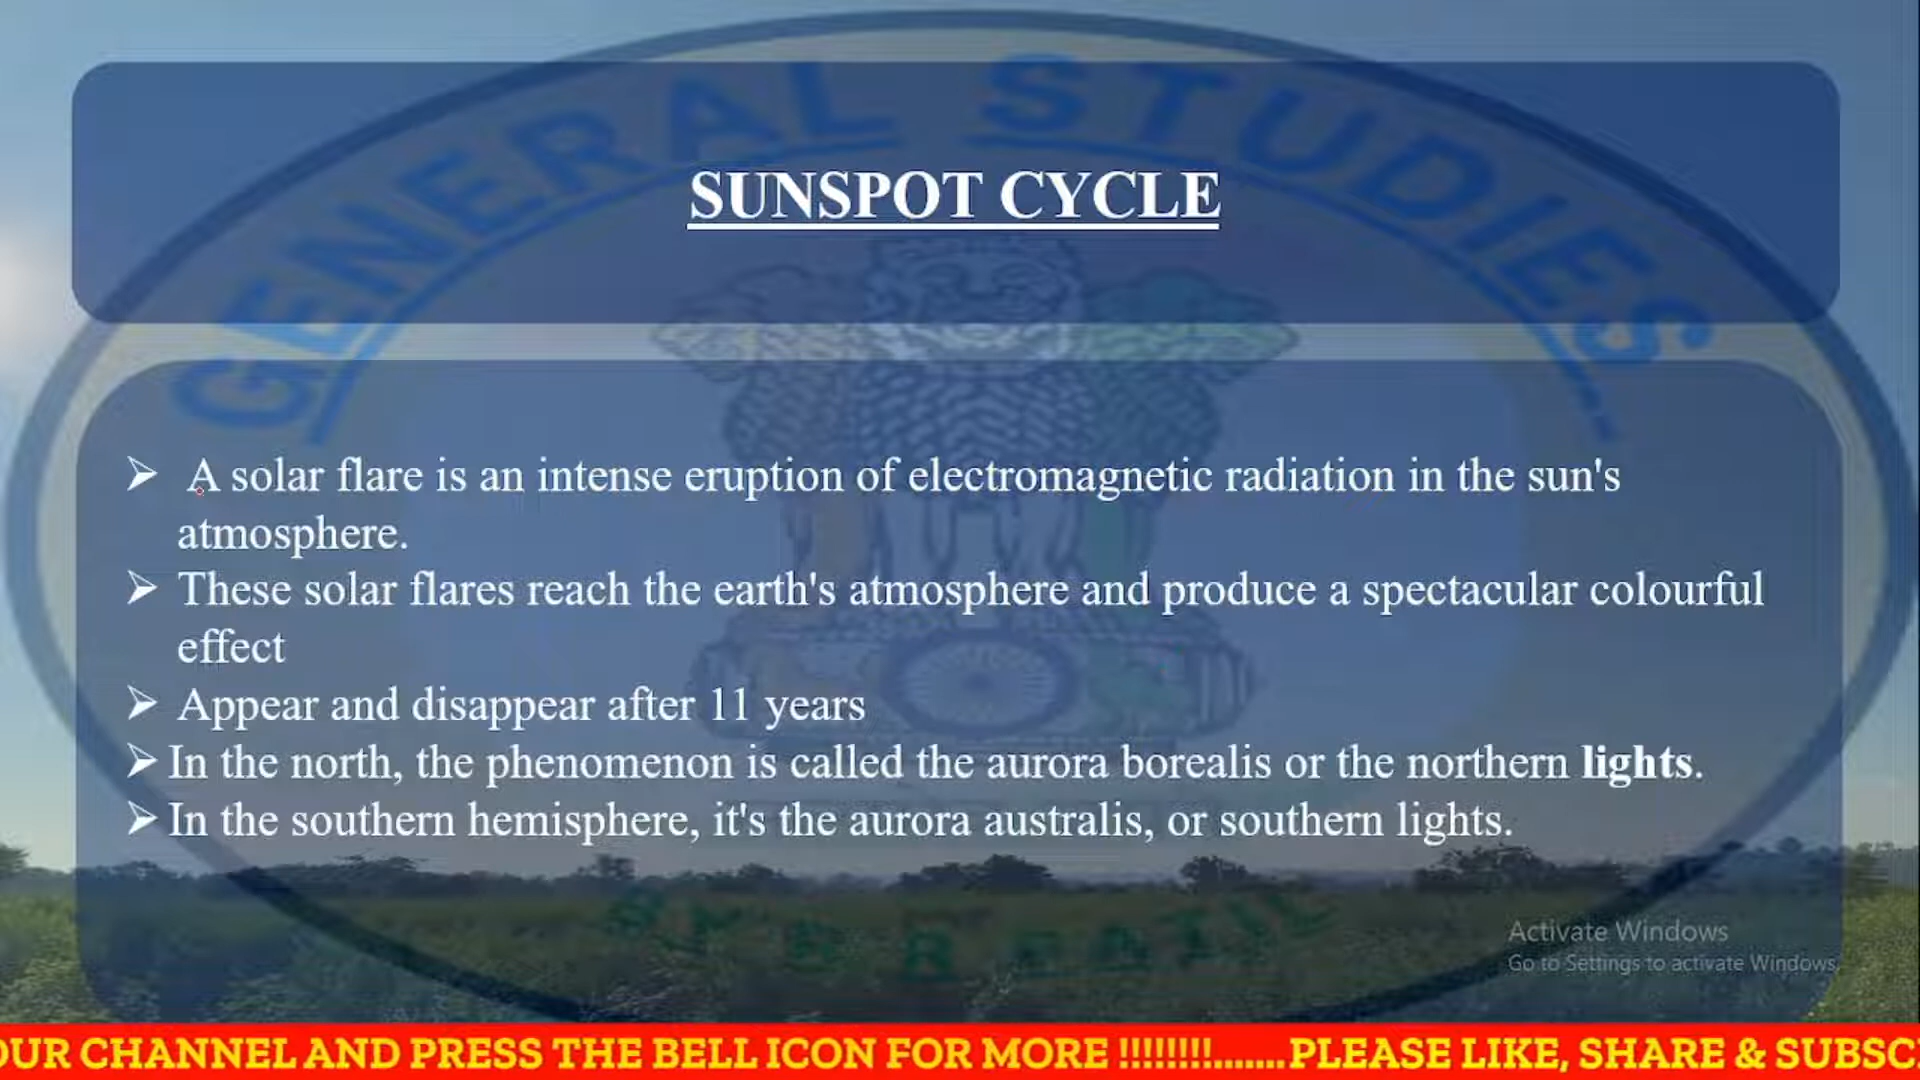 GENERAL STUDIES
SUNSPOT CYCLE
A solar flare is an intense eruption of electromagnetic radiation in the sun's
atmosphere.
These solar flares reach the earth's atmosphere and produce a spectacular colourful
effect
Appear and disappear after 11 years
In the north, the phenomenon is called the aurora borealis or the northern lights.
In the southern hemisphere, it's the aurora australis, or southern lights.
Activate Windows
Go to Settings to activate Windows.
OUR CHANNEL AND PRESS THE BELL ICON FOR MORE !!!!!!!!.......PLEASE LIKE, SHARE & SUBSC